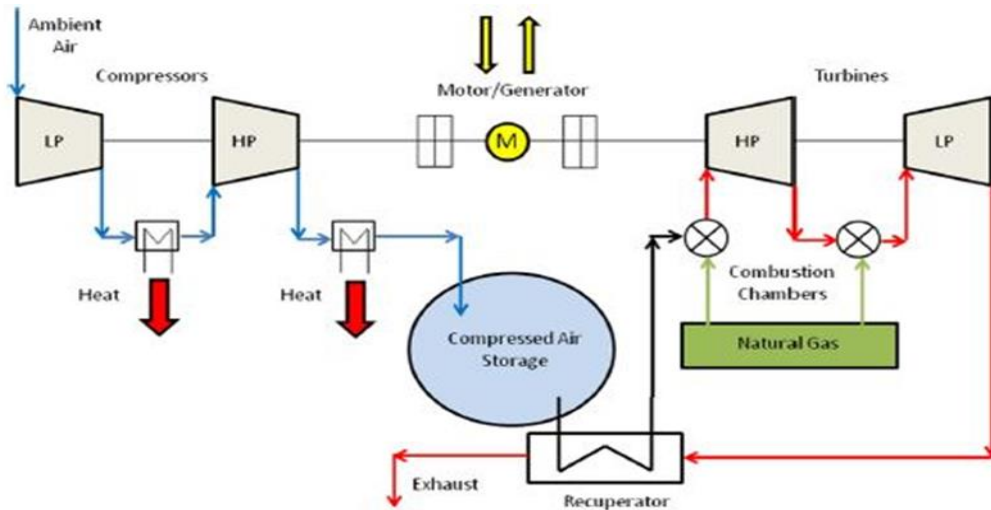 Ambient
Air
Compressors
Motor/Generator
Turbines
LP
HP
M
HP
LP
Heat
Heat
Combustion
Chambers
Compressed Air
Storage
Natural Gas
Exhaust
Recuperator